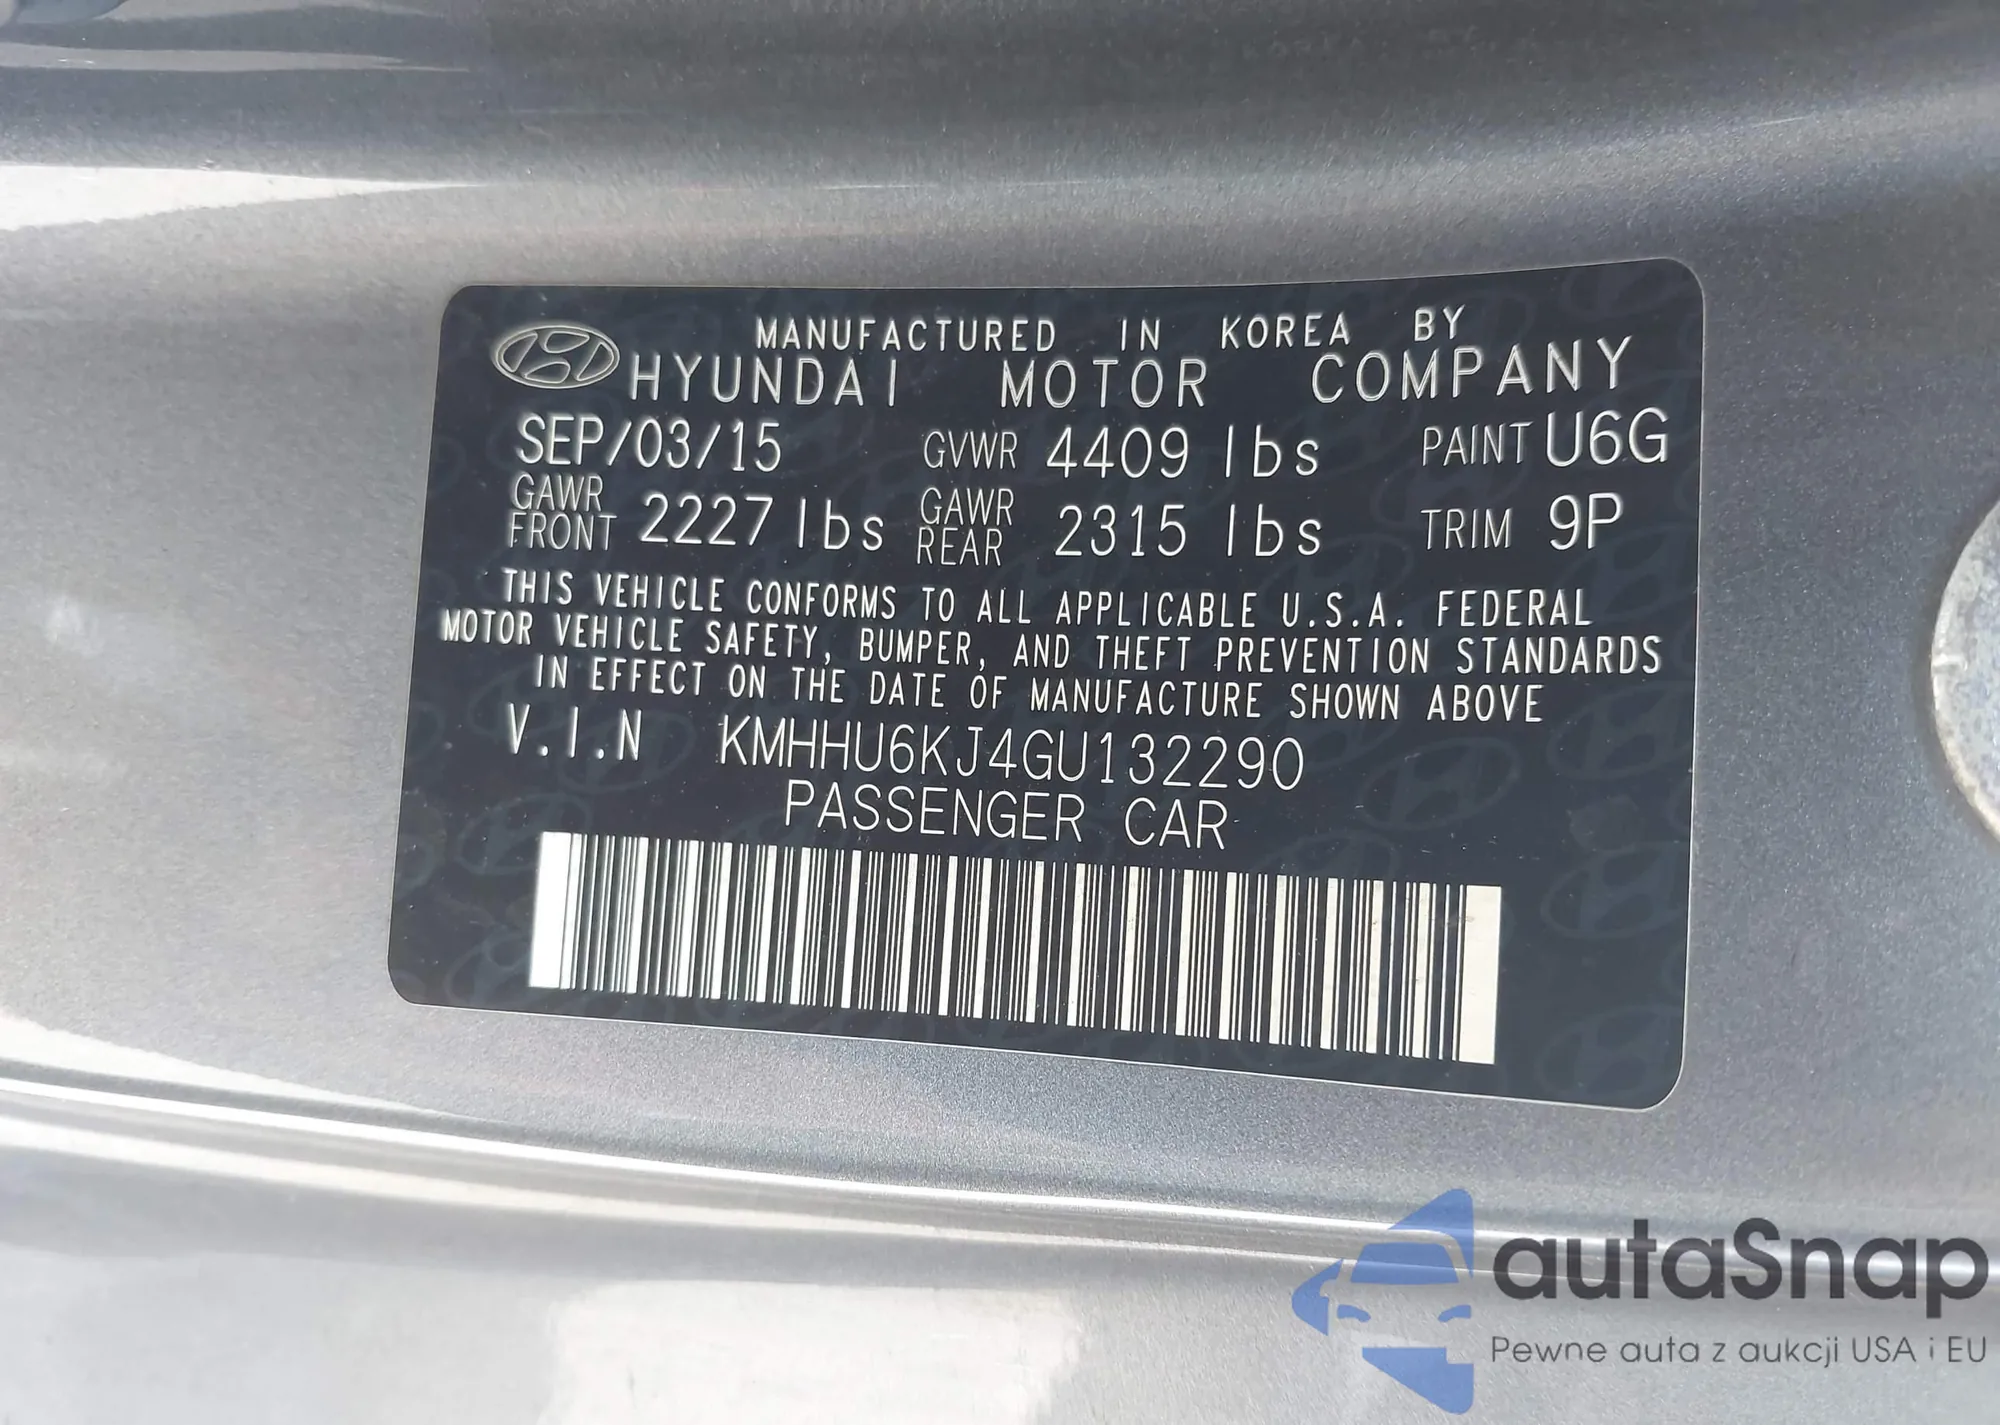 MANUFACTURED IN KOREA BY
HYUNDAI MOTOR COMPANY
SEP/03/15 GVWR 4409 lbs PAINT U6G
GAWR FRONT 2227 lbs GAWR REAR 2315 lbs TRIM 9P
THIS VEHICLE CONFORMS TO ALL APPLICABLE U.S.A. FEDERAL
MOTOR VEHICLE SAFETY, BUMPER, AND THEFT PREVENTION STANDARDS
IN EFFECT ON THE DATE OF MANUFACTURE SHOWN ABOVE
V.I.N KMHHU6KJ4GU132290
PASSENGER CAR
autaSnap
Pewne auta z aukcji USA i EU